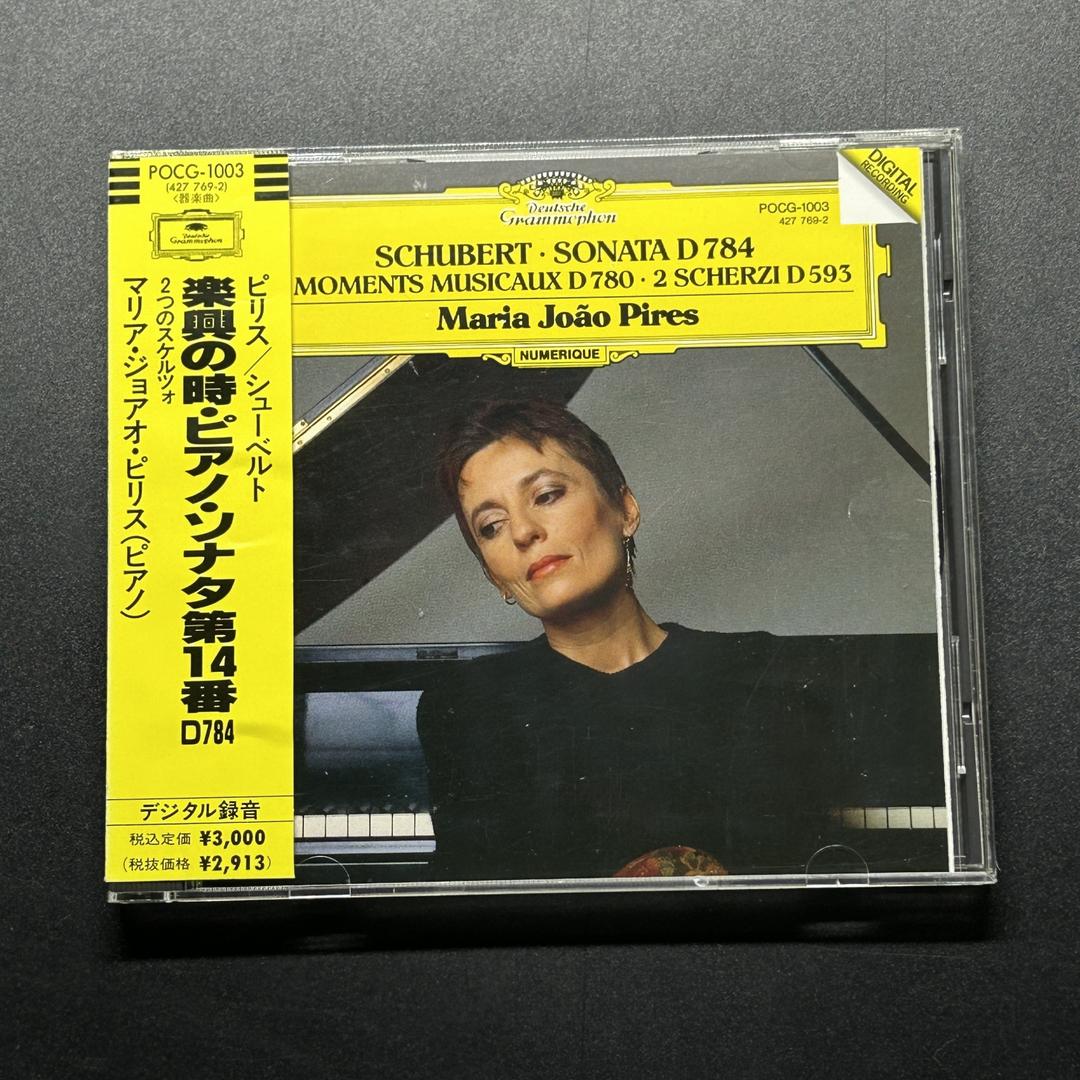 POCG-1003
(427 769-2)
〈器楽曲〉
Deutsche
Grammophon
ピリス/シューベルト
楽興の時・ピアノ・ソナタ第14番 D784
2つのスケルツォ
マリア・ジョアオ・ピリス(ピアノ)
デジタル録音
税込定価 ¥3,000
(税抜価格 ¥2,913)
Deutsche
Grammophon
POCG-1003
427 769-2
DIGITAL
RECORDING
SCHUBERT · SONATA D 784
MOMENTS MUSICAUX D 780 · 2 SCHERZI D 593
Maria João Pires
NUMERIQUE